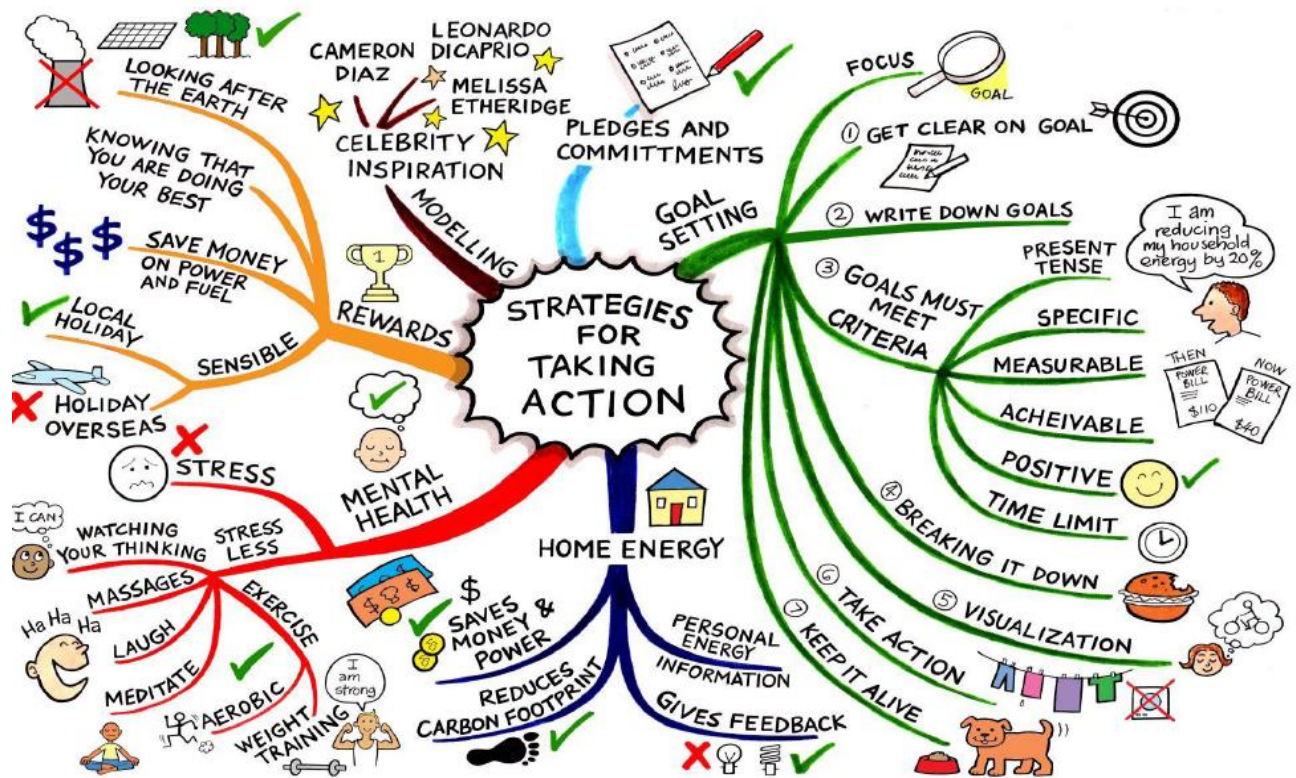 STRATEGIES
FOR
TAKING
ACTION
PLEDGES AND
COMMITTMENTS
GOAL
SETTING
FOCUS
GOAL
① GET CLEAR ON GOAL
② WRITE DOWN GOALS
③ GOALS MUST
MEET
CRITERIA
PRESENT
TENSE
I am
reducing
my household
energy by 20%
SPECIFIC
MEASURABLE
THEN
POWER
BILL
$110
NOW
POWER
BILL
$40
ACHEIVABLE
POSITIVE
TIME LIMIT
④ BREAKING IT DOWN
⑤ VISUALIZATION
⑥ TAKE ACTION
⑦ KEEP IT ALIVE
HOME ENERGY
PERSONAL
ENERGY
INFORMATION
GIVES FEEDBACK
REDUCES
CARBON FOOTPRINT
$
SAVES
MONEY &
POWER
$ $
MENTAL
HEALTH
STRESS
STRESS
LESS
I CAN
WATCHING
YOUR THINKING
MASSAGES
Ha Ha Ha
LAUGH
MEDITATE
EXERCISE
AEROBIC
WEIGHT
TRAINING
I
am
strong
REWARDS
1
LOOKING AFTER
THE EARTH
KNOWING THAT
YOU ARE DOING
YOUR BEST
$ $ $
SAVE MONEY
ON POWER
AND FUEL
SENSIBLE
LOCAL
HOLIDAY
HOLIDAY
OVERSEAS
MODELLING
CELEBRITY
INSPIRATION
CAMERON
DIAZ
LEONARDO
DICAPRIO
MELISSA
ETHERIDGE